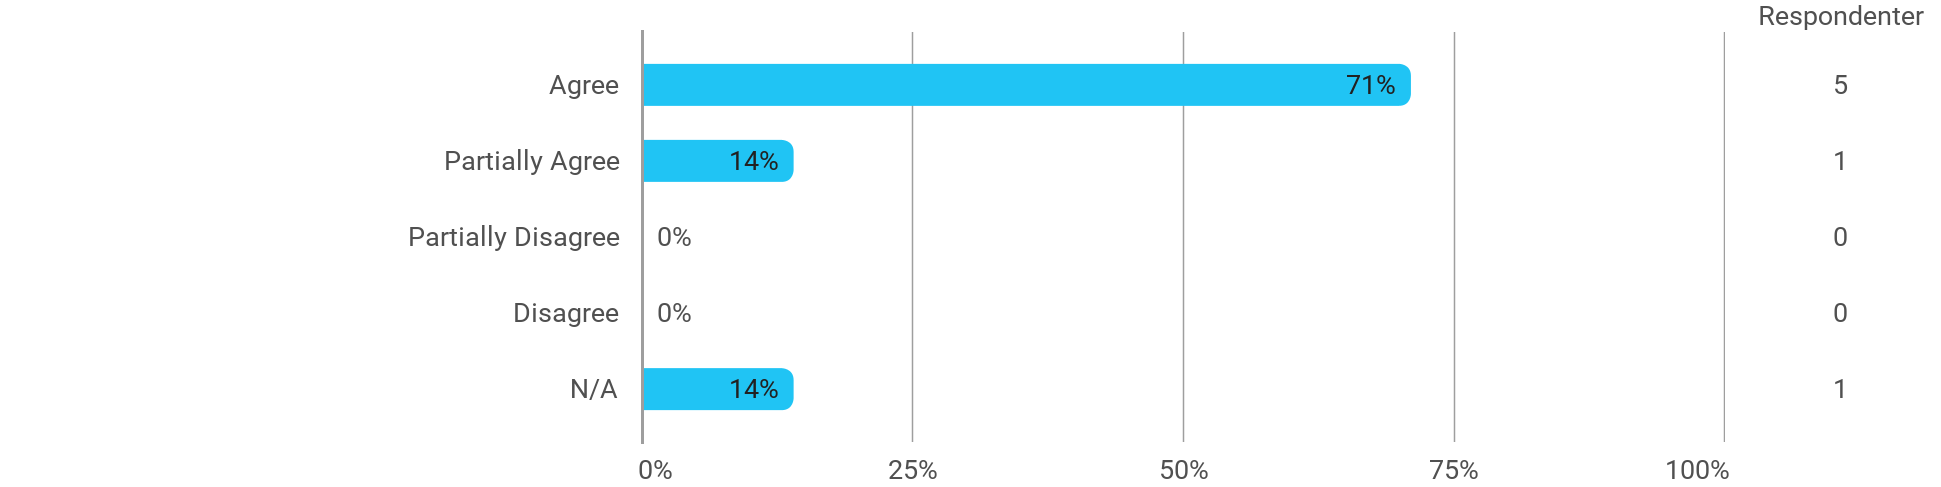 Respondenter
Agree 71% 5
Partially Agree 14% 1
Partially Disagree 0% 0
Disagree 0% 0
N/A 14% 1
0% 25% 50% 75% 100%